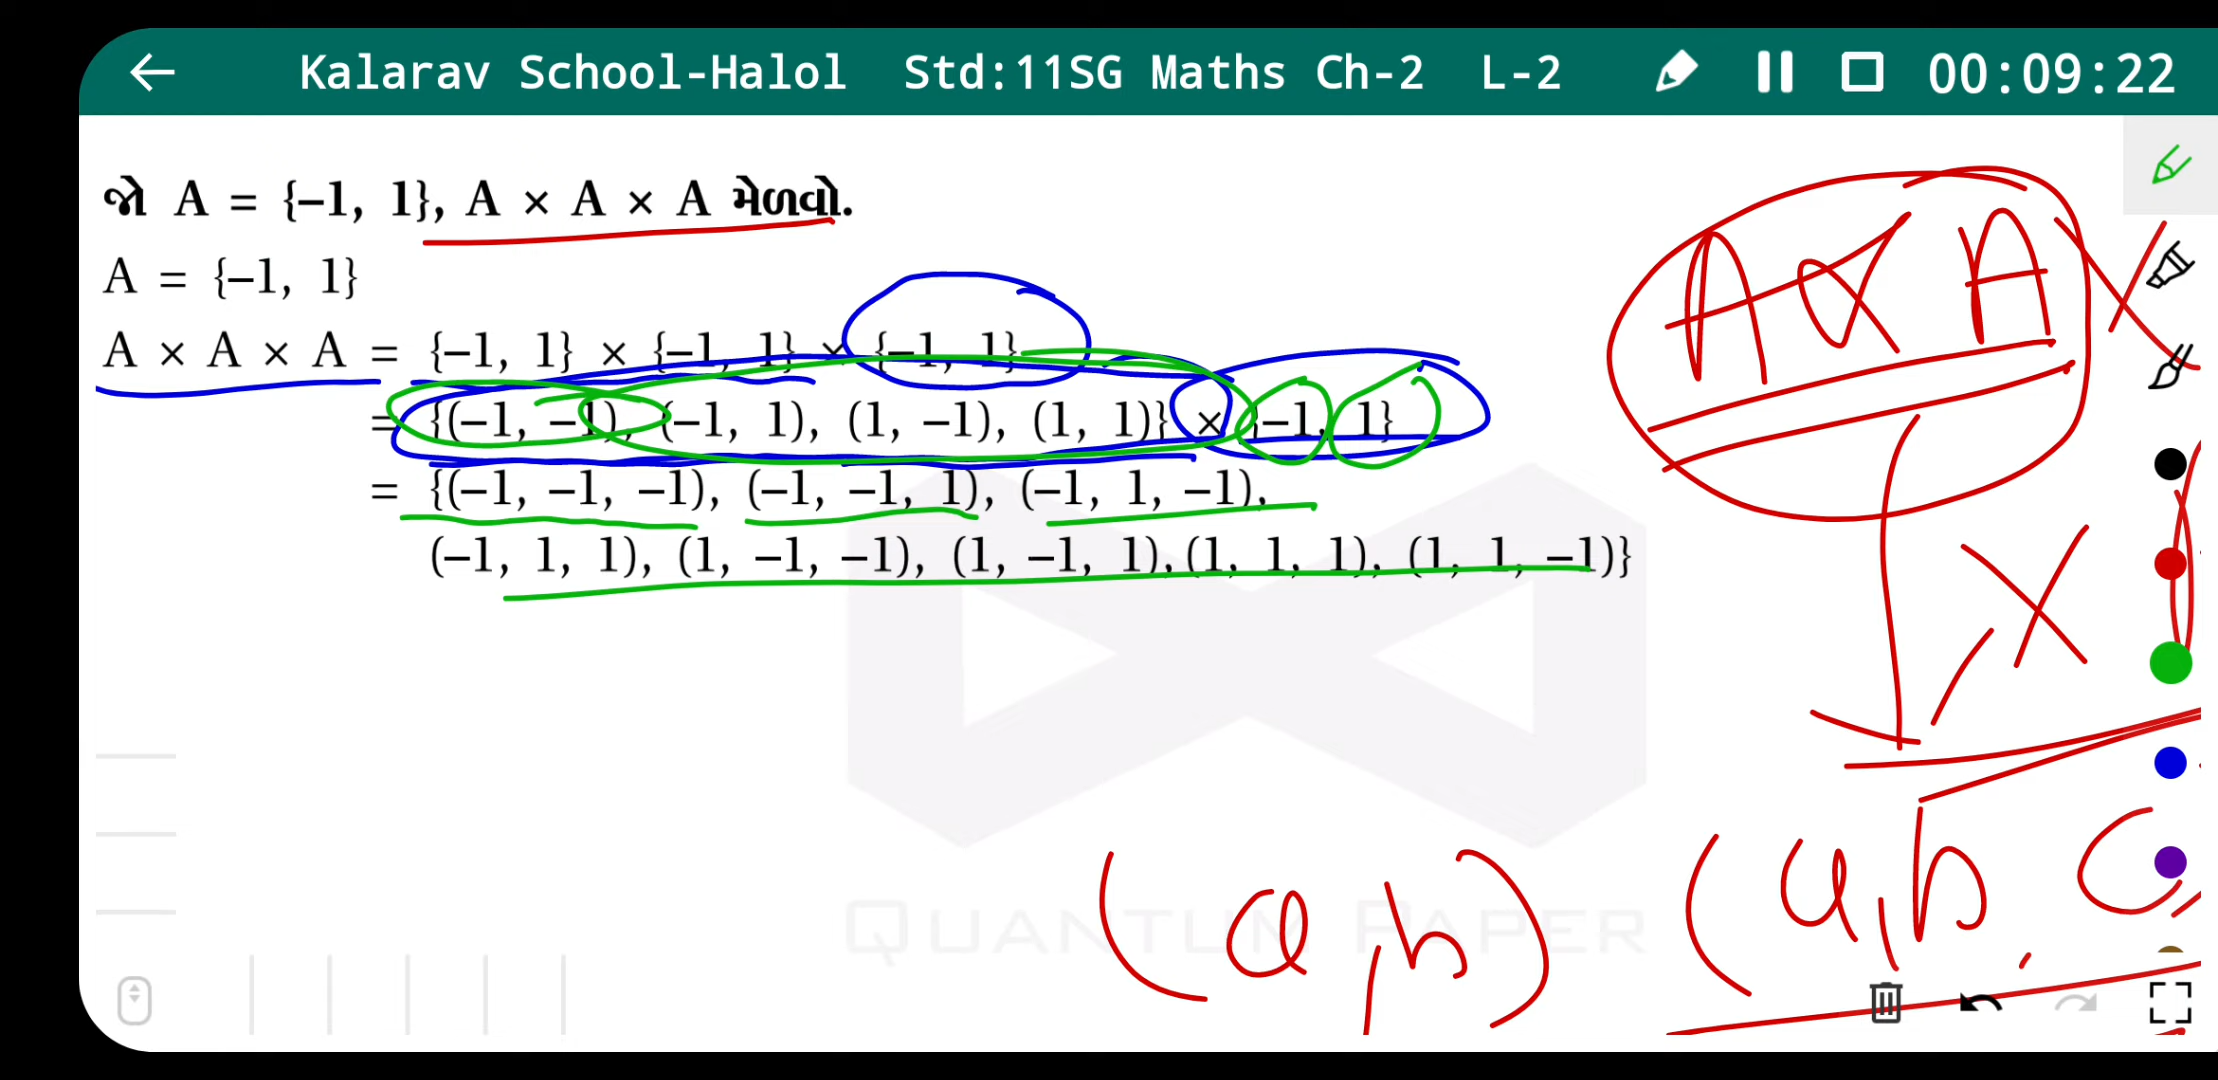 Kalarav School-Halol Std:11SG Maths Ch-2 L-2 00:09:22
જો A = {–1, 1}, A × A × A મેળવો.
A = {–1, 1}
A × A × A = {–1, 1} × {–1, 1} × {–1, 1}
= {(–1, –1), (–1, 1), (1, –1), (1, 1)} × {–1, 1}
= {(–1, –1, –1), (–1, –1, 1), (–1, 1, –1),
(–1, 1, 1), (1, –1, –1), (1, –1, 1), (1, 1, 1), (1, 1, –1)}
A × A ×
×
(a, b) (a, b, c,
QUANTUM PAPER